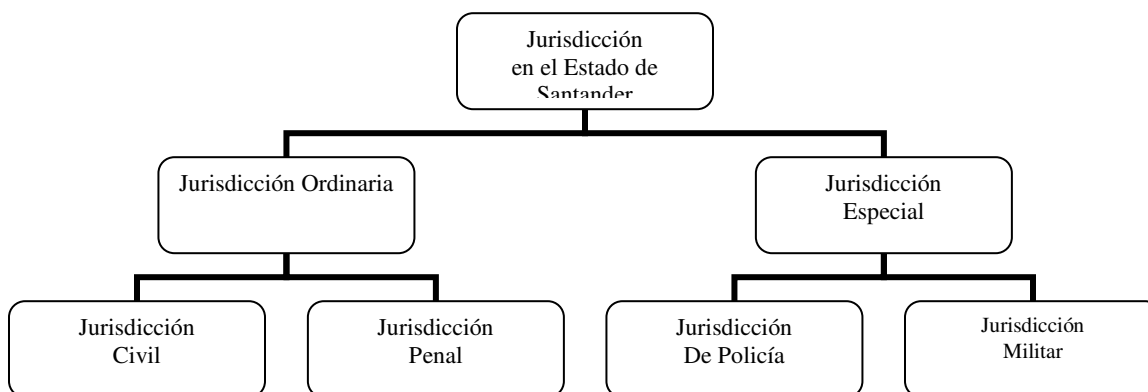 Jurisdicción
en el Estado de
Santander
Jurisdicción Ordinaria
Jurisdicción
Especial
Jurisdicción
Civil
Jurisdicción
Penal
Jurisdicción
De Policía
Jurisdicción
Militar